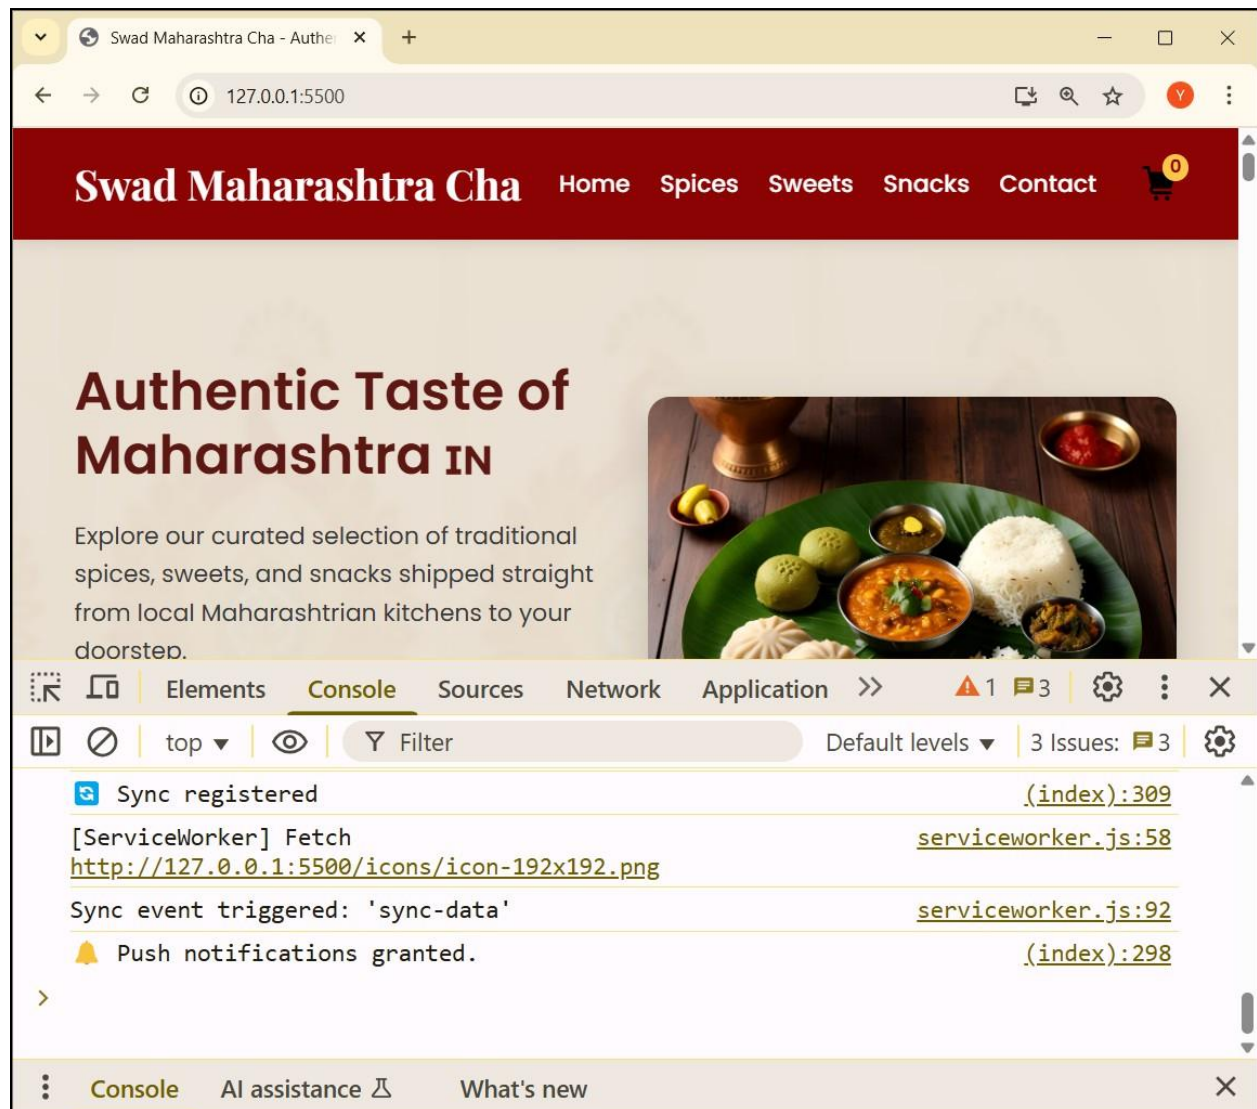 Swad Maharashtra Cha - Auther
127.0.0.1:5500
Y
Swad Maharashtra Cha
Home Spices Sweets Snacks Contact
0
Authentic Taste of
Maharashtra IN
Explore our curated selection of traditional
spices, sweets, and snacks shipped straight
from local Maharashtrian kitchens to your
doorstep.
Elements Console Sources Network Application 1 3
top Filter Default levels 3 Issues: 3
Sync registered (index):309
[ServiceWorker] Fetch serviceworker.js:58
http://127.0.0.1:5500/icons/icon-192x192.png
Sync event triggered: 'sync-data' serviceworker.js:92
🔔 Push notifications granted. (index):298
Console AI assistance What's new